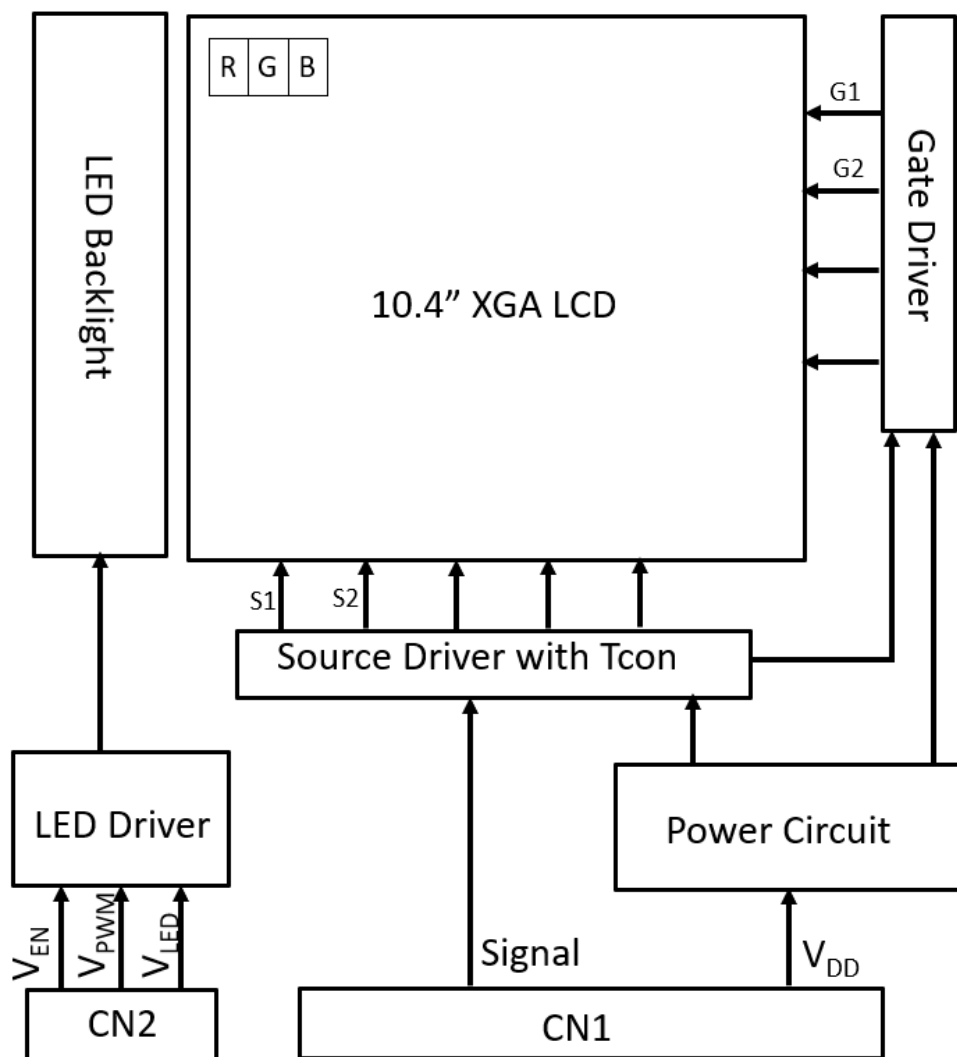 R G B
G1
G2
LED Backlight
Gate Driver
10.4” XGA LCD
S1
S2
Source Driver with Tcon
LED Driver
Power Circuit
VEN
VPWM
VLED
Signal
VDD
CN2
CN1